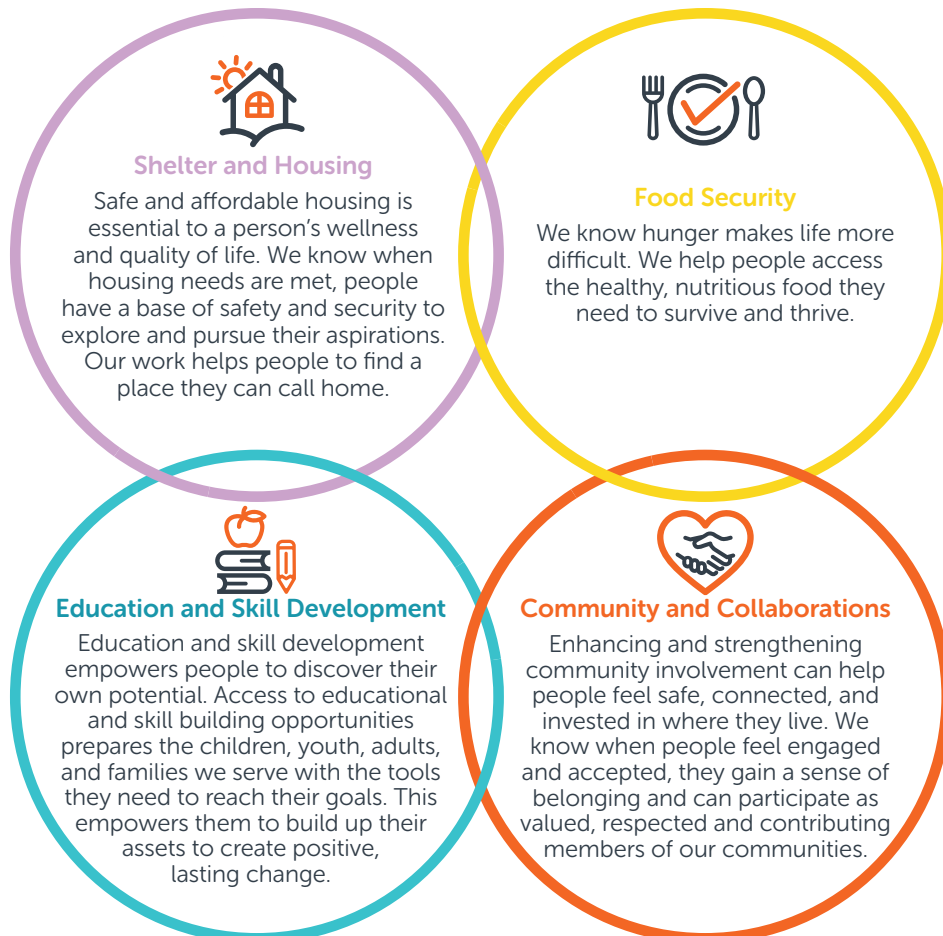 Shelter and Housing
Safe and affordable housing is
essential to a person’s wellness
and quality of life. We know when
housing needs are met, people
have a base of safety and security to
explore and pursue their aspirations.
Our work helps people to find a
place they can call home.
Food Security
We know hunger makes life more
difficult. We help people access
the healthy, nutritious food they
need to survive and thrive.
Education and Skill Development
Education and skill development
empowers people to discover their
own potential. Access to educational
and skill building opportunities
prepares the children, youth, adults,
and families we serve with the tools
they need to reach their goals. This
empowers them to build up their
assets to create positive,
lasting change.
Community and Collaborations
Enhancing and strengthening
community involvement can help
people feel safe, connected, and
invested in where they live. We
know when people feel engaged
and accepted, they gain a sense of
belonging and can participate as
valued, respected and contributing
members of our communities.